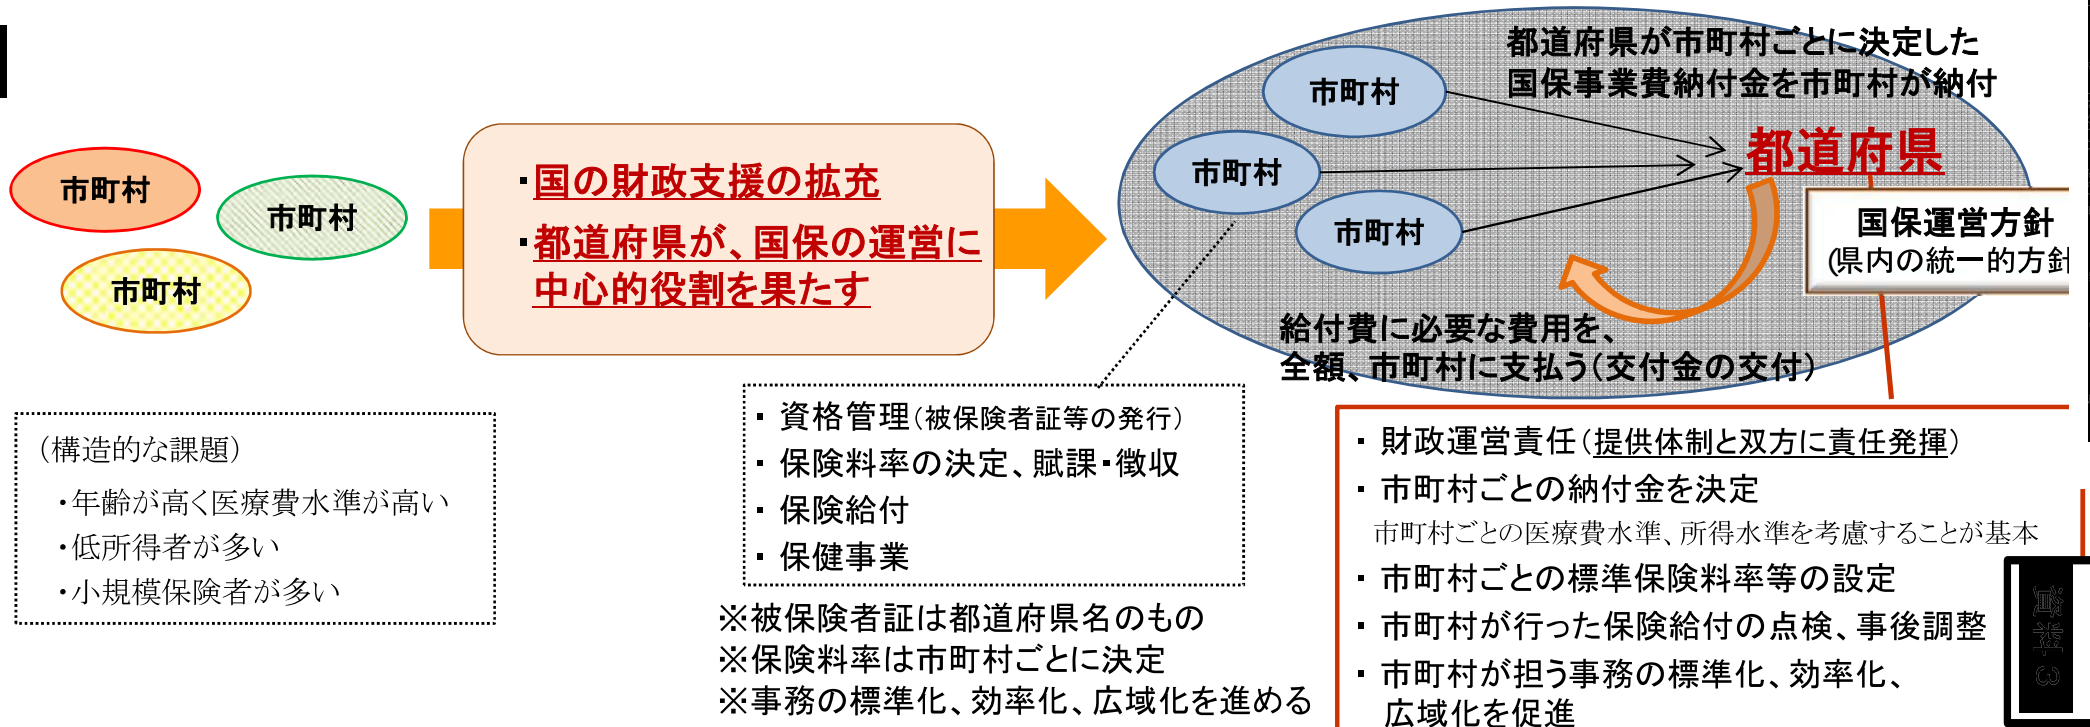 市町村
市町村
市町村
・国の財政支援の拡充
・都道府県が、国保の運営に
中心的役割を果たす
（構造的な課題）
・年齢が高く医療費水準が高い
・低所得者が多い
・小規模保険者が多い
都道府県が市町村ごとに決定した
国保事業費納付金を市町村が納付
市町村
市町村
市町村
都道府県
国保運営方針
(県内の統一的方針
給付費に必要な費用を、
全額、市町村に支払う（交付金の交付）
・ 資格管理（被保険者証等の発行）
・ 保険料率の決定、賦課・徴収
・ 保険給付
・ 保健事業
※被保険者証は都道府県名のもの
※保険料率は市町村ごとに決定
※事務の標準化、効率化、広域化を進める
・ 財政運営責任（提供体制と双方に責任発揮）
・ 市町村ごとの納付金を決定
市町村ごとの医療費水準、所得水準を考慮することが基本
・ 市町村ごとの標準保険料率等の設定
・ 市町村が行った保険給付の点検、事後調整
・ 市町村が担う事務の標準化、効率化、
広域化を促進
資料３